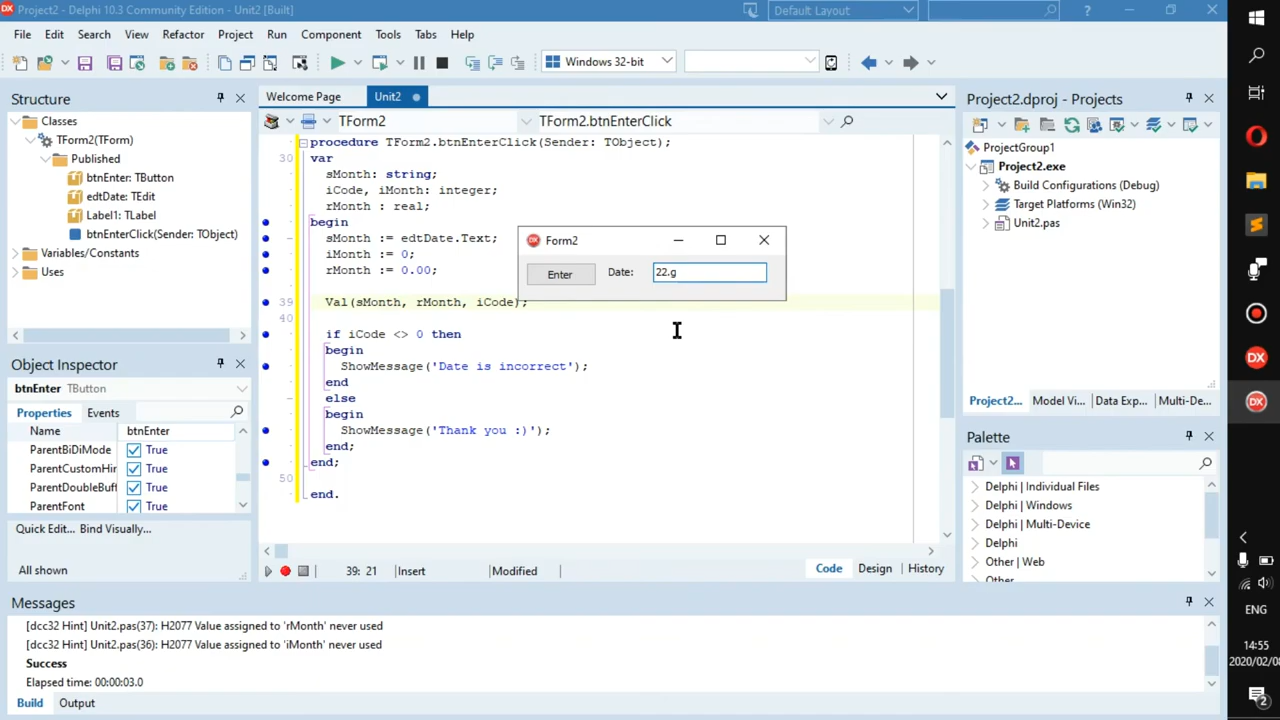 Project2 - Delphi 10.3 Community Edition - Unit2 [Built]
Default Layout
File Edit Search View Refactor Project Run Component Tools Tabs Help
Windows 32-bit
Structure
Classes
TForm2(TForm)
Published
btnEnter: TButton
edtDate: TEdit
Label1: TLabel
btnEnterClick(Sender: TObject)
Variables/Constants
Uses
Object Inspector
btnEnter TButton
Properties Events
Name btnEnter
ParentBiDiMode True
ParentCustomHin True
ParentDoubleBuff True
ParentFont True
Quick Edit... Bind Visually...
All shown
Welcome Page Unit2
TForm2 TForm2.btnEnterClick
procedure TForm2.btnEnterClick(Sender: TObject);
30 var
sMonth: string;
iCode, iMonth: integer;
rMonth : real;
begin
sMonth := edtDate.Text;
iMonth := 0;
rMonth := 0.00;
39 Val(sMonth, rMonth, iCode);
40
if iCode <> 0 then
begin
ShowMessage('Date is incorrect');
end
else
begin
ShowMessage('Thank you :)');
end;
end;
50
end.
Form2
Enter Date: 22.g
39: 21 Insert Modified
Code Design History
Project2.dproj - Projects
ProjectGroup1
Project2.exe
Build Configurations (Debug)
Target Platforms (Win32)
Unit2.pas
Project2... Model Vi... Data Exp... Multi-De...
Palette
Delphi | Individual Files
Delphi | Windows
Delphi | Multi-Device
Delphi
Other | Web
Other
Messages
[dcc32 Hint] Unit2.pas(37): H2077 Value assigned to 'rMonth' never used
[dcc32 Hint] Unit2.pas(36): H2077 Value assigned to 'iMonth' never used
Success
Elapsed time: 00:00:03.0
Build Output
ENG
14:55
2020/02/08
2